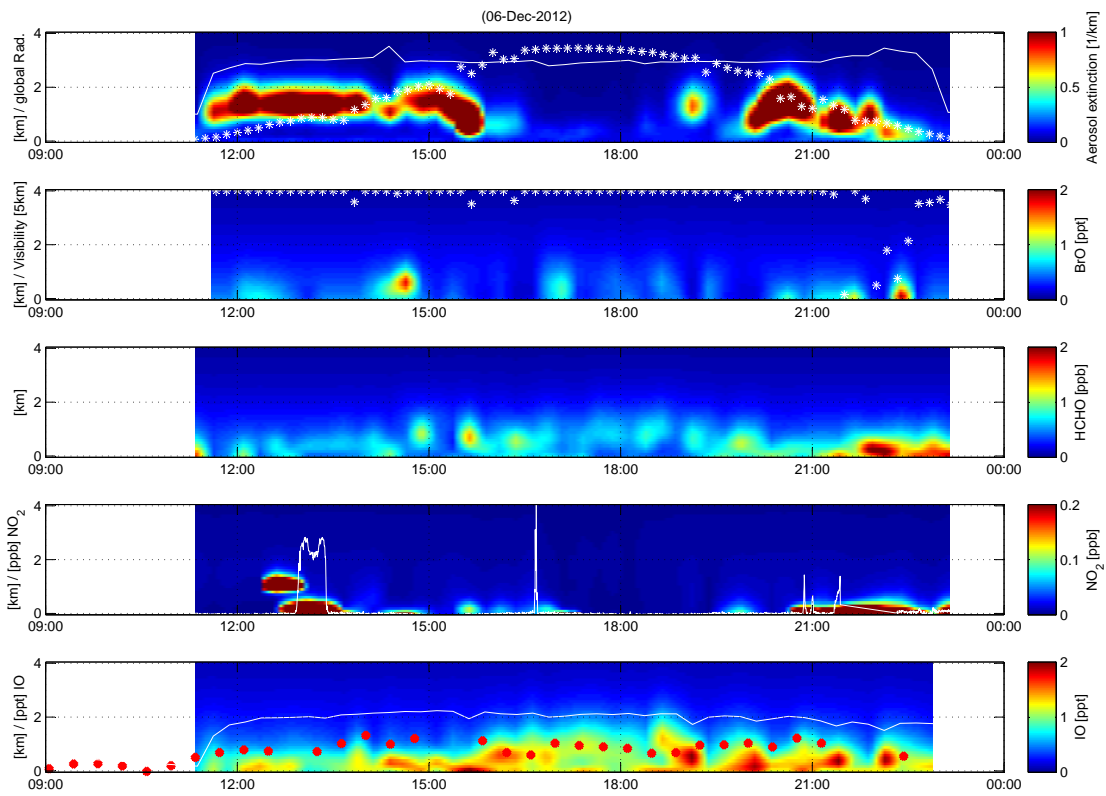 (06-Dec-2012)
[km] / global Rad.
4
2
0
09:00 12:00 15:00 18:00 21:00 00:00
1
0.5
0
Aerosol extinction [1/km]
[km] / Visibility [5km]
4
2
0
09:00 12:00 15:00 18:00 21:00 00:00
2
1
0
BrO [ppt]
[km]
4
2
0
09:00 12:00 15:00 18:00 21:00 00:00
2
1
0
HCHO [ppb]
[km] / [ppb] NO2
4
2
0
09:00 12:00 15:00 18:00 21:00 00:00
0.2
0.1
0
NO2 [ppb]
[km] / [ppt] IO
4
2
0
09:00 12:00 15:00 18:00 21:00 00:00
2
1
0
IO [ppt]